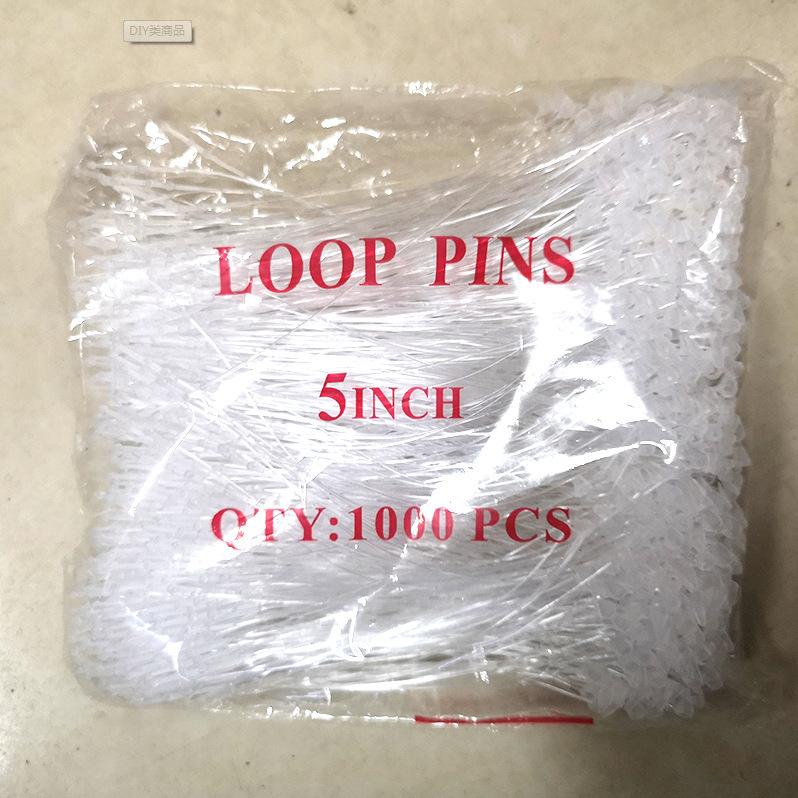 DIY类商品
LOOP PINS
5INCH
QTY:1000 PCS